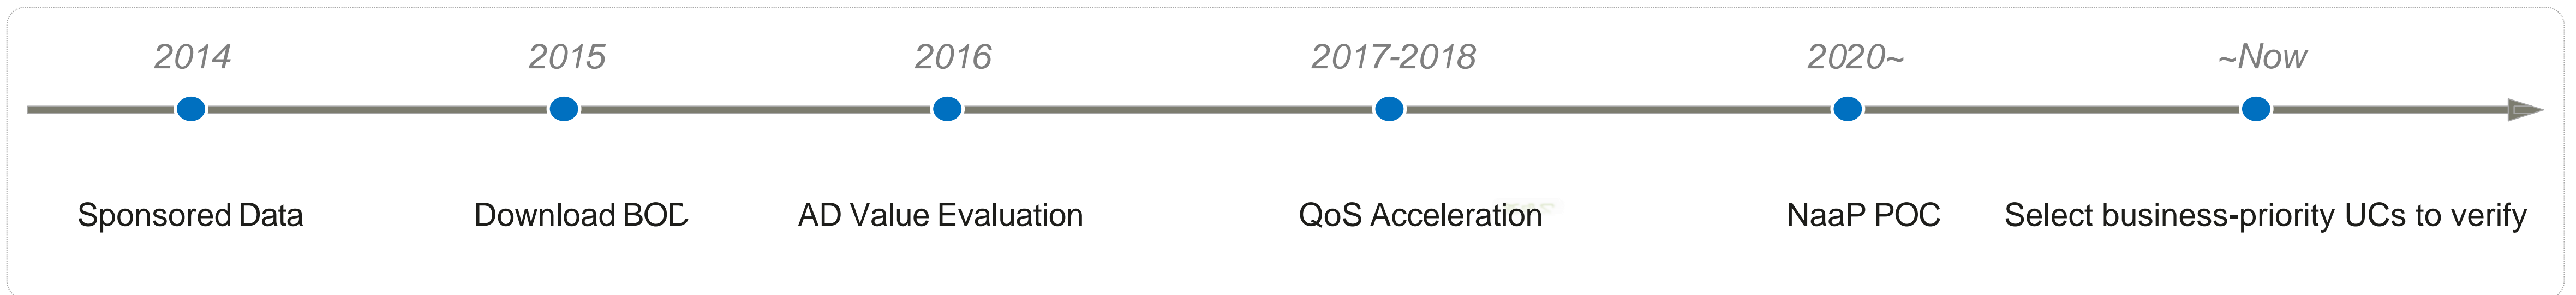 2014
2015
2016
2017-2018
2020~
~Now
Sponsored Data
Download BOD
AD Value Evaluation
QoS Acceleration
NaaP POC
Select business-priority UCs to verify